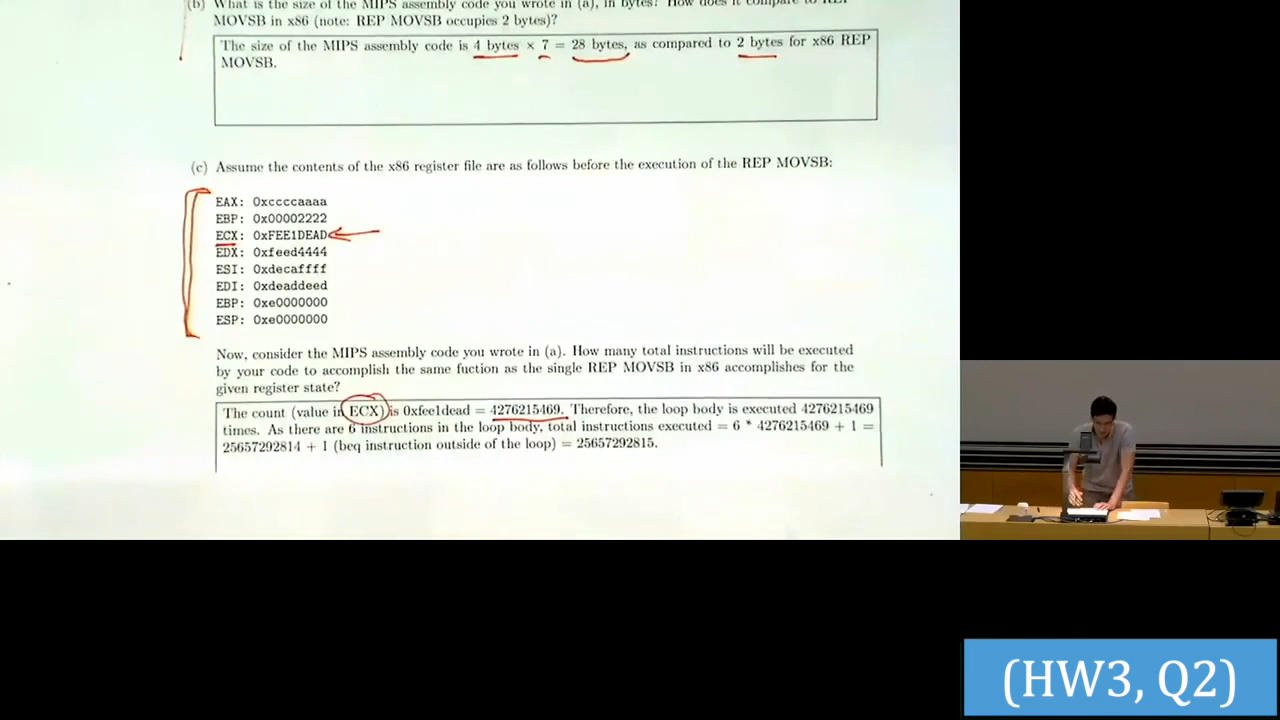 (b) What is the size of the MIPS assembly code you wrote in (a), in bytes? How does it compare to REP
MOVSB in x86 (note: REP MOVSB occupies 2 bytes)?
The size of the MIPS assembly code is 4 bytes × 7 = 28 bytes, as compared to 2 bytes for x86 REP
MOVSB.
(c) Assume the contents of the x86 register file are as follows before the execution of the REP MOVSB:
EAX: 0xccccaaaa
EBP: 0x00002222
ECX: 0xFEE1DEAD
EDX: 0xfeed4444
ESI: 0xdecaffff
EDI: 0xdeaddeed
EBP: 0xe0000000
ESP: 0xe0000000
Now, consider the MIPS assembly code you wrote in (a). How many total instructions will be executed
by your code to accomplish the same fuction as the single REP MOVSB in x86 accomplishes for the
given register state?
The count (value in ECX) is 0xfee1dead = 4276215469. Therefore, the loop body is executed 4276215469
times. As there are 6 instructions in the loop body, total instructions executed = 6 * 4276215469 + 1 =
25657292814 + 1 (beq instruction outside of the loop) = 25657292815.
(HW3, Q2)